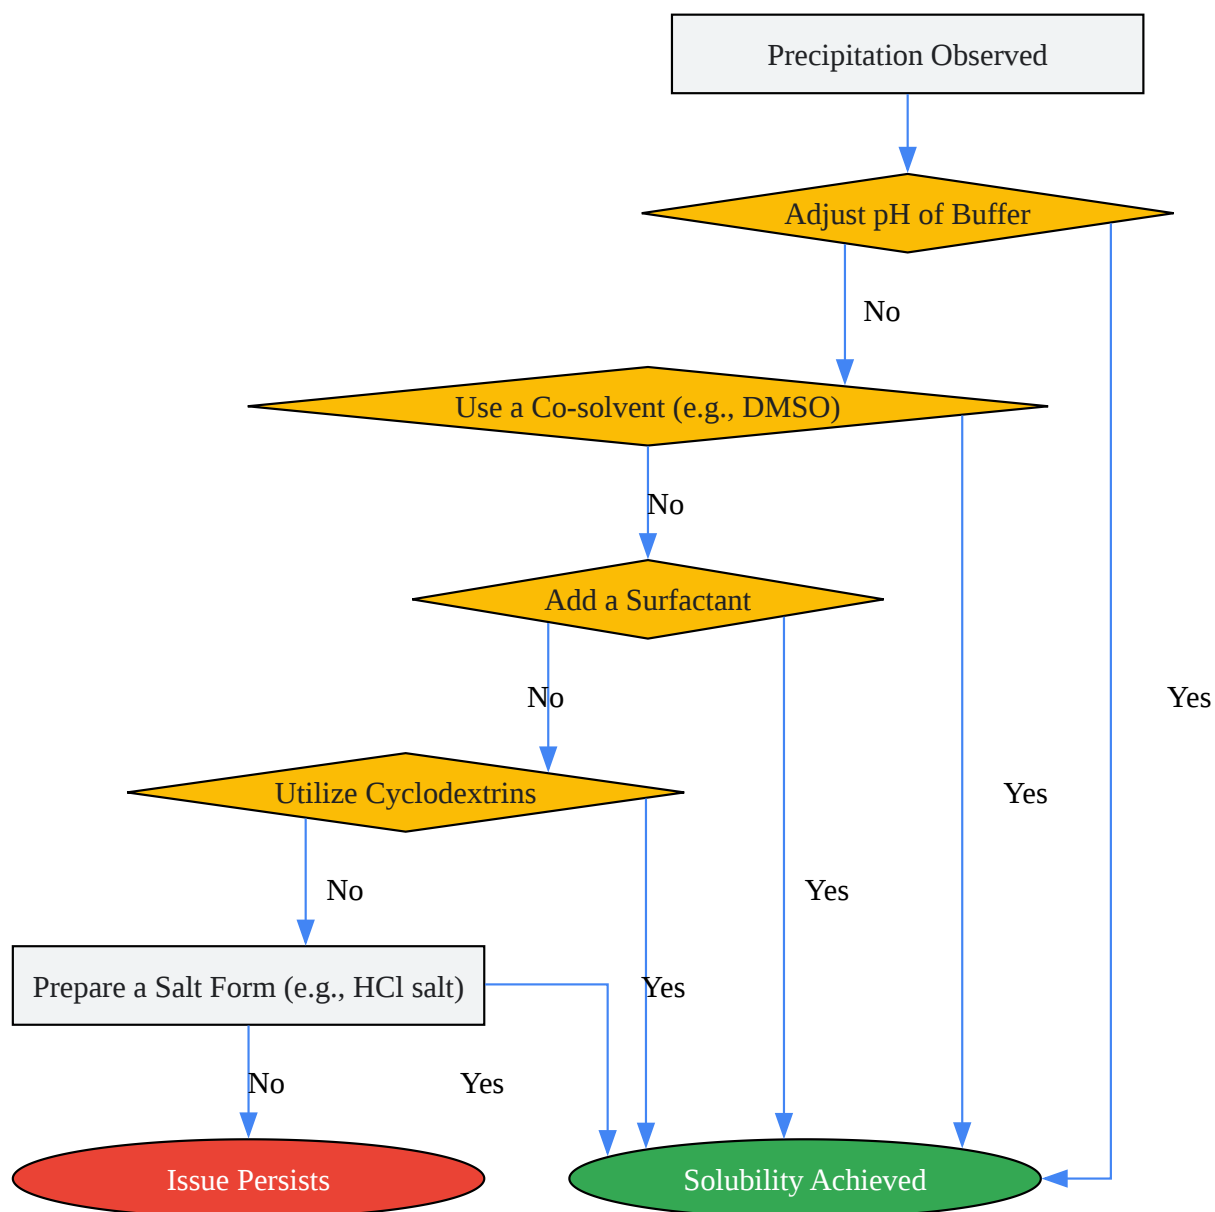 Precipitation Observed
Adjust pH of Buffer
No
Use a Co-solvent (e.g., DMSO)
No
Add a Surfactant
No
Yes
Utilize Cyclodextrins
Yes
No
Yes
Prepare a Salt Form (e.g., HCl salt)
Yes
No
Yes
Issue Persists
Solubility Achieved